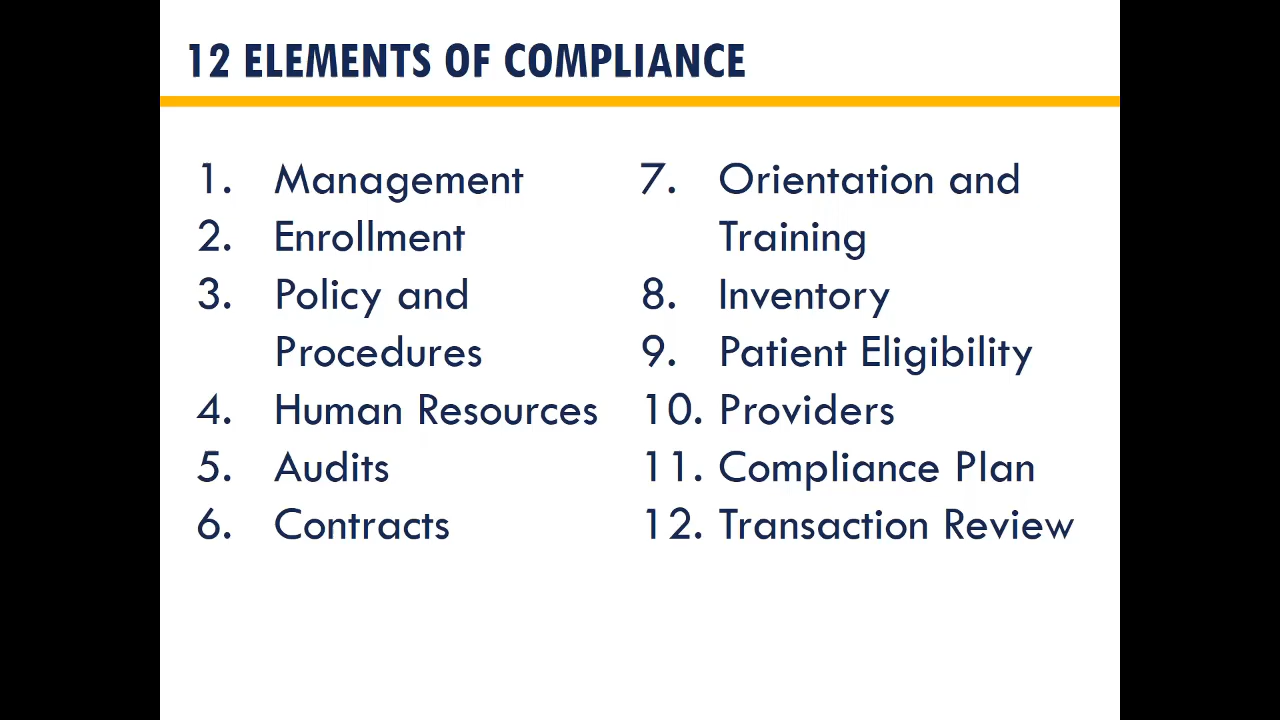 12 ELEMENTS OF COMPLIANCE
1. Management
2. Enrollment
3. Policy and
Procedures
4. Human Resources
5. Audits
6. Contracts
7. Orientation and
Training
8. Inventory
9. Patient Eligibility
10. Providers
11. Compliance Plan
12. Transaction Review